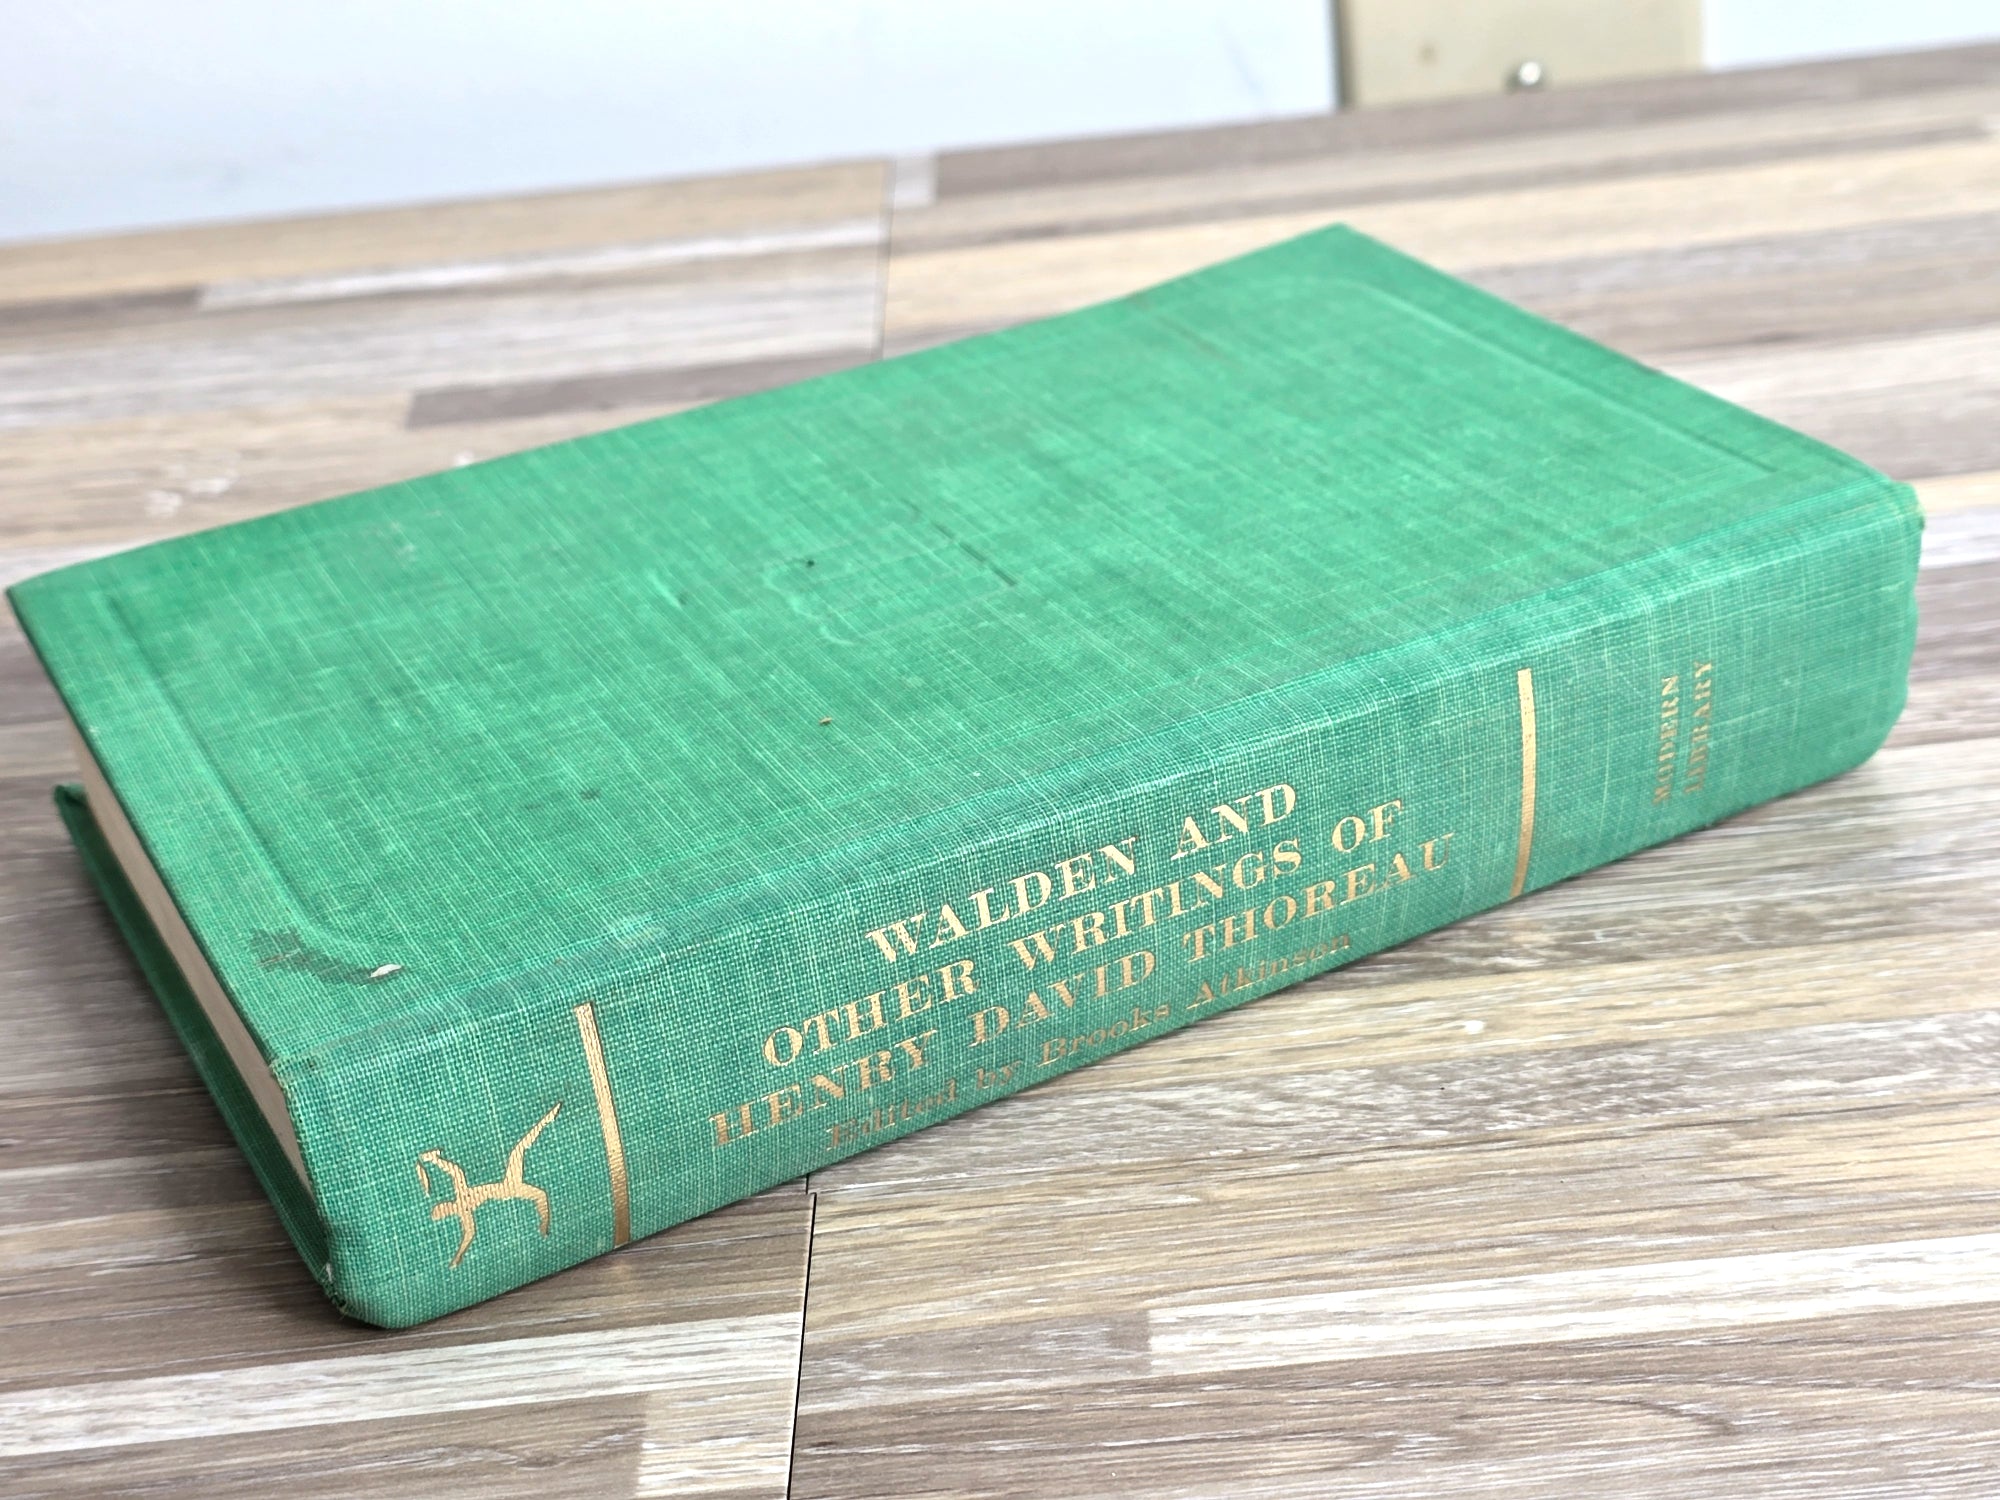 WALDEN AND
OTHER WRITINGS OF
HENRY DAVID THOREAU
Edited by Brooks Atkinson
MODERN
LIBRARY